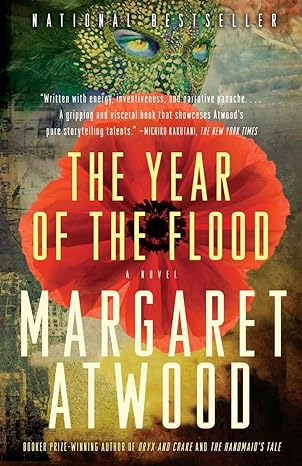 NATIONAL BESTSELLER
"Written with energy, inventiveness, and narrative panache. . . .
A gripping and visceral book that showcases Atwood's
pure storytelling talents." —MICHIKO KAKUTANI, THE NEW YORK TIMES
THE YEAR
OF THE FLOOD
A NOVEL
MARGARET
ATWOOD
BOOKER PRIZE–WINNING AUTHOR OF ORYX AND CRAKE AND THE HANDMAID'S TALE